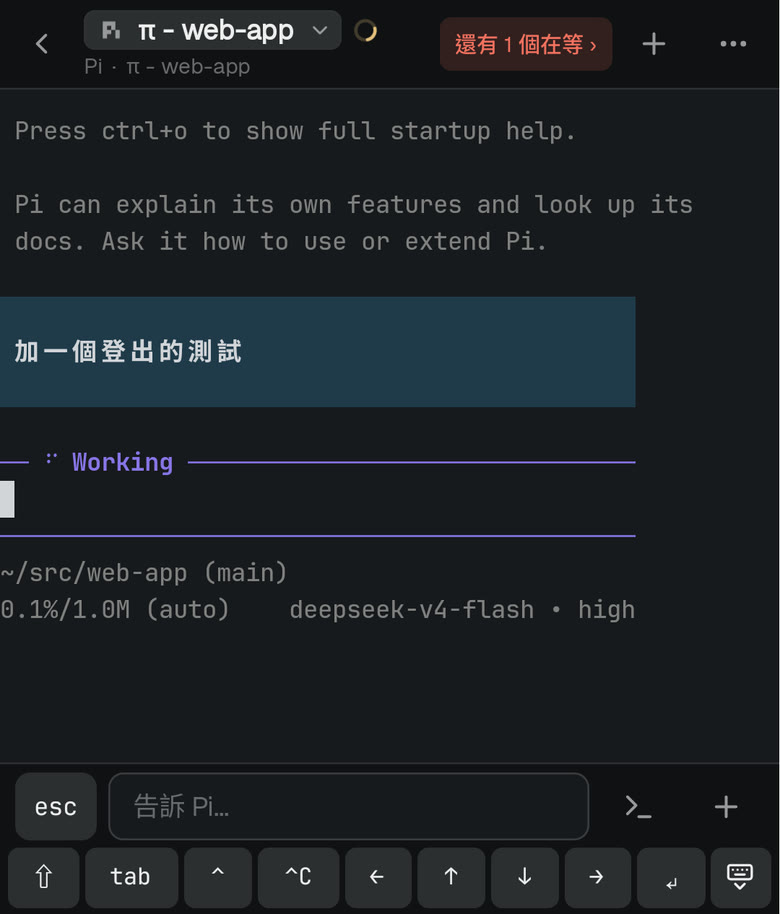 π - web-app
Pi · π - web-app
還有 1 個在等 ›
Press ctrl+o to show full startup help.
Pi can explain its own features and look up its
docs. Ask it how to use or extend Pi.
加一個登出的測試
Working
~/src/web-app (main)
0.1%/1.0M (auto) deepseek-v4-flash • high
esc
告訴 Pi…
tab ^ ^C ← ↑ ↓ →